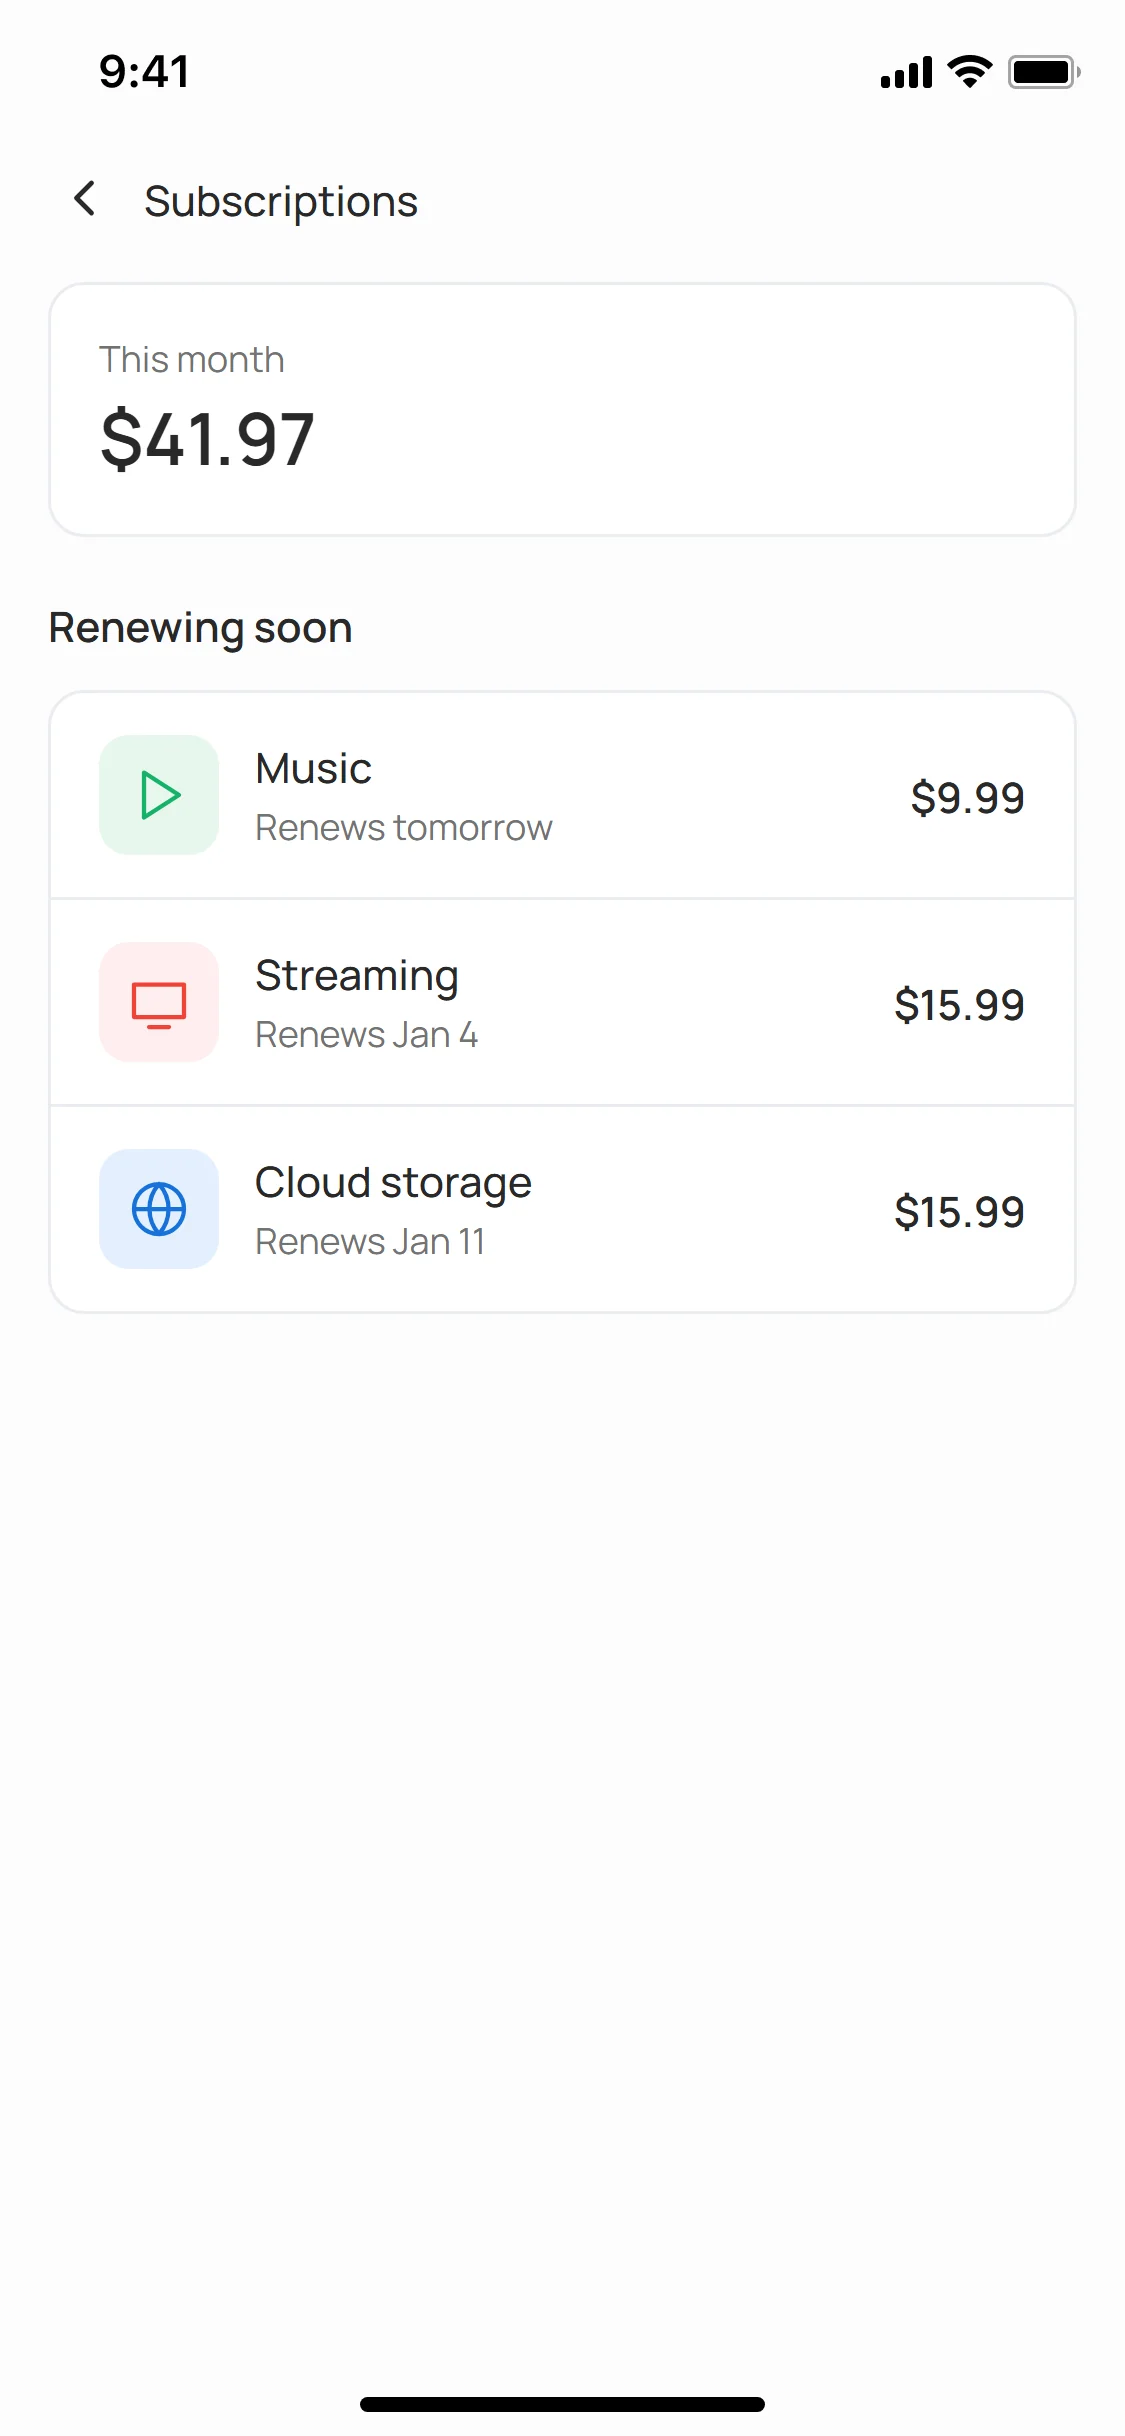 9:41
Subscriptions
This month
$41.97
Renewing soon
Music
Renews tomorrow
$9.99
Streaming
Renews Jan 4
$15.99
Cloud storage
Renews Jan 11
$15.99